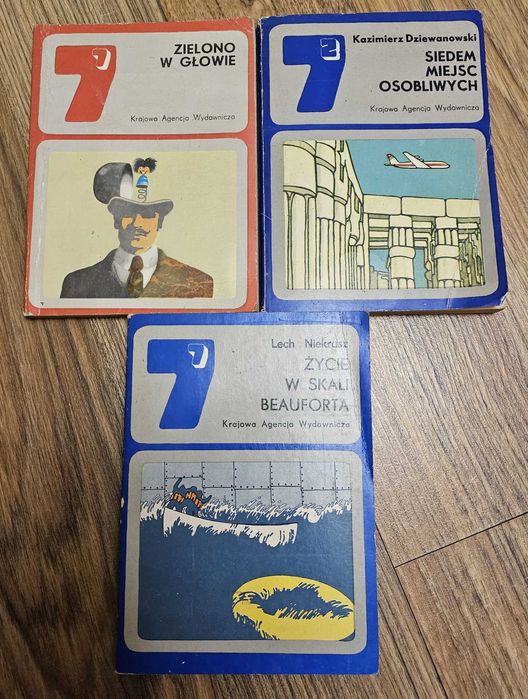 7
ZIELONO
W GŁOWIE
Krajowa Agencja Wydawnicza
7
2
Kazimierz Dziewanowski
SIEDEM
MIEJSC
OSOBLIWYCH
Krajowa Agencja Wydawnicza
7
Lech Niekrasz
ŻYCIE
W SKALI
BEAUFORTA
Krajowa Agencja Wydawnicza